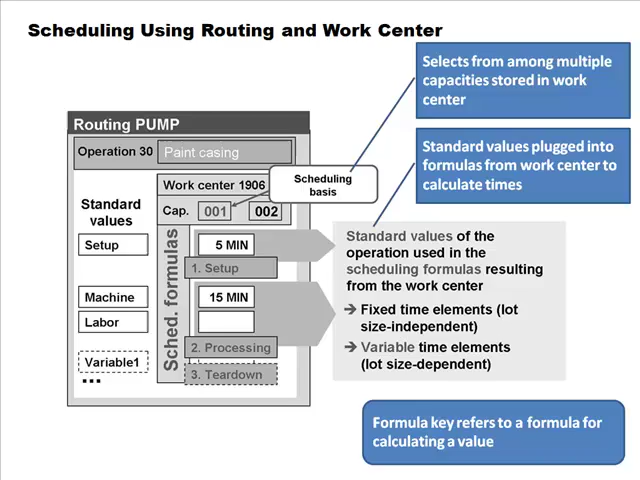 Scheduling Using Routing and Work Center
Selects from among multiple
capacities stored in work
center
Standard values plugged into
formulas from work center to
calculate times
Routing PUMP
Operation 30
Paint casing
Work center 1906
Scheduling
basis
Standard
values
Cap.
001
002
Sched. formulas
Setup
5 MIN
1. Setup
Machine
15 MIN
Labor
2. Processing
Variable1
3. Teardown
...
Standard values of the
operation used in the
scheduling formulas resulting
from the work center
➔ Fixed time elements (lot
size-independent)
➔ Variable time elements
(lot size-dependent)
Formula key refers to a formula for
calculating a value